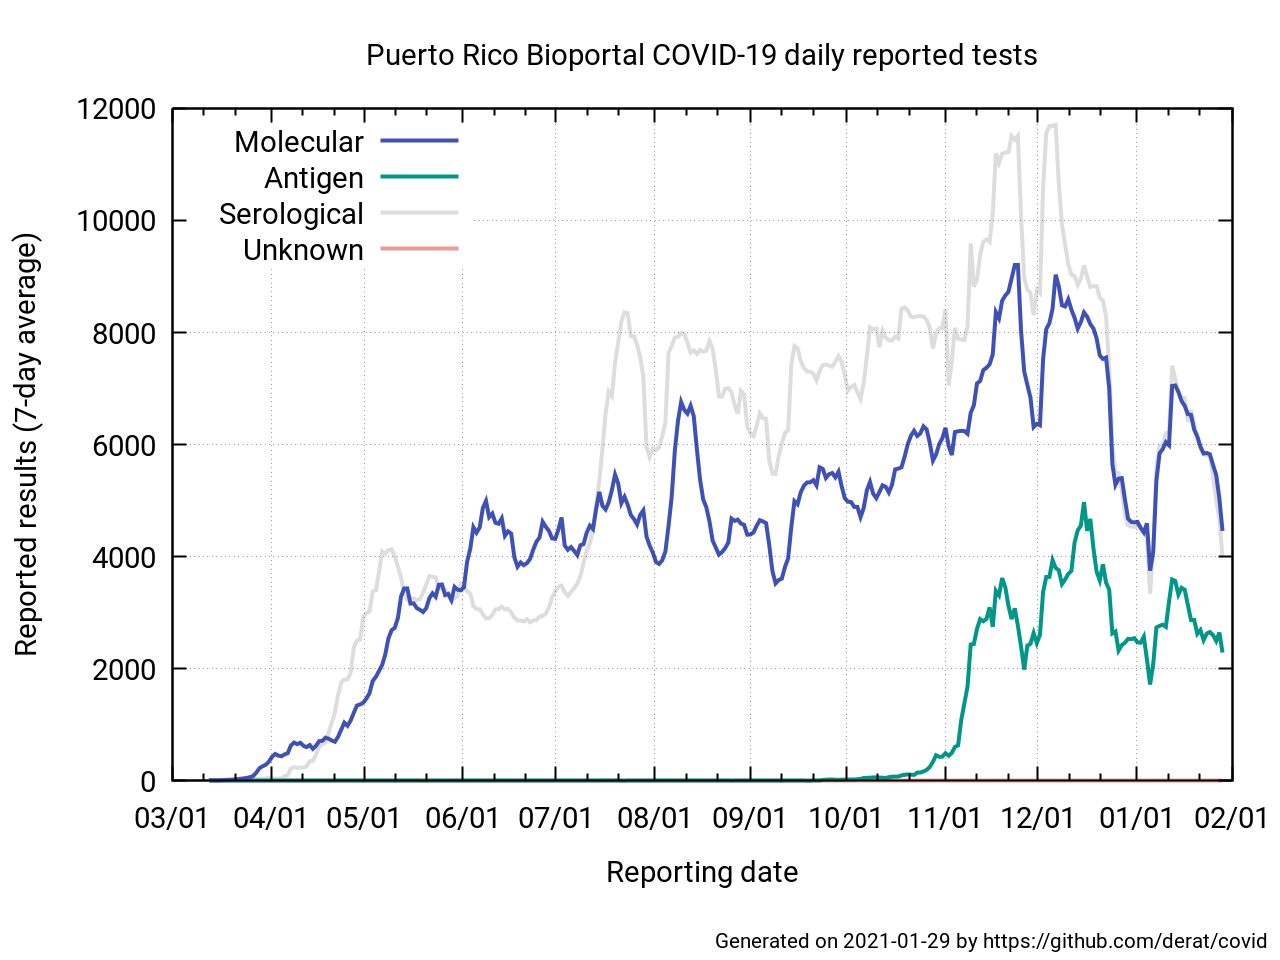 Puerto Rico Bioportal COVID-19 daily reported tests
12000
10000
8000
6000
4000
2000
0
Reported results (7-day average)
Molecular
Antigen
Serological
Unknown
03/01 04/01 05/01 06/01 07/01 08/01 09/01 10/01 11/01 12/01 01/01 02/01
Reporting date
Generated on 2021-01-29 by https://github.com/derat/covid